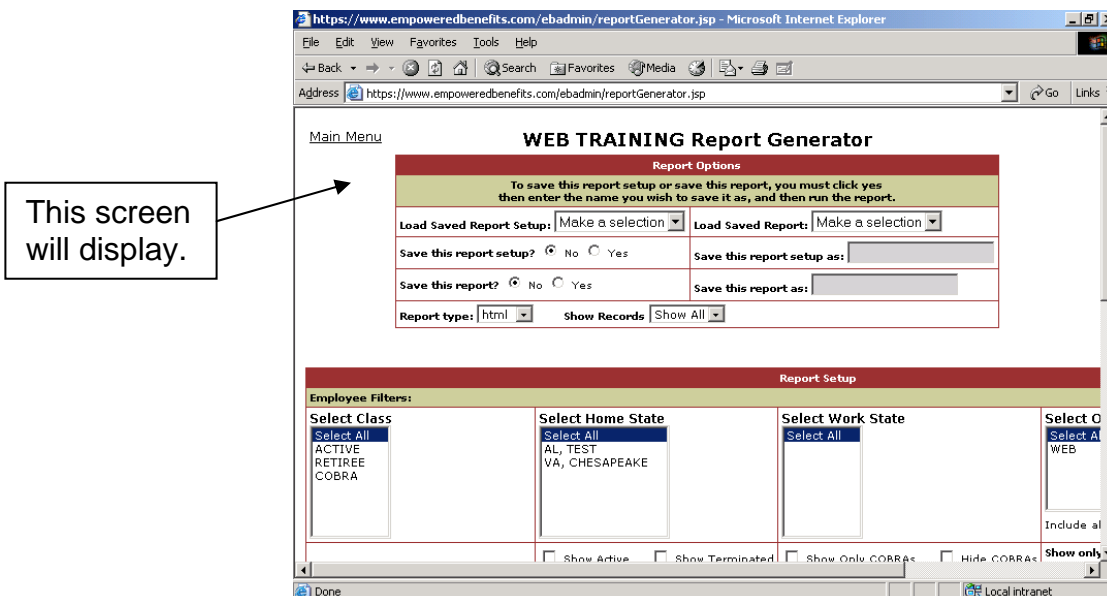 https://www.empoweredbenefits.com/ebadmin/reportGenerator.jsp - Microsoft Internet Explorer
File Edit View Favorites Tools Help
Back Search Favorites Media
Address https://www.empoweredbenefits.com/ebadmin/reportGenerator.jsp Go Links
Main Menu
WEB TRAINING Report Generator
Report Options
To save this report setup or save this report, you must click yes
then enter the name you wish to save it as, and then run the report.
This screen
will display.
Load Saved Report Setup: Make a selection Load Saved Report: Make a selection
Save this report setup? No Yes Save this report setup as:
Save this report? No Yes Save this report as:
Report type: html Show Records Show All
Report Setup
Employee Filters:
Select Class Select Home State Select Work State Select O
Select All Select All Select All Select Al
ACTIVE AL, TEST WEB
RETIREE VA, CHESAPEAKE
COBRA
Include al
Show Active Show Terminated Show Only COBRAs Hide COBRAs Show only
Done Local intranet